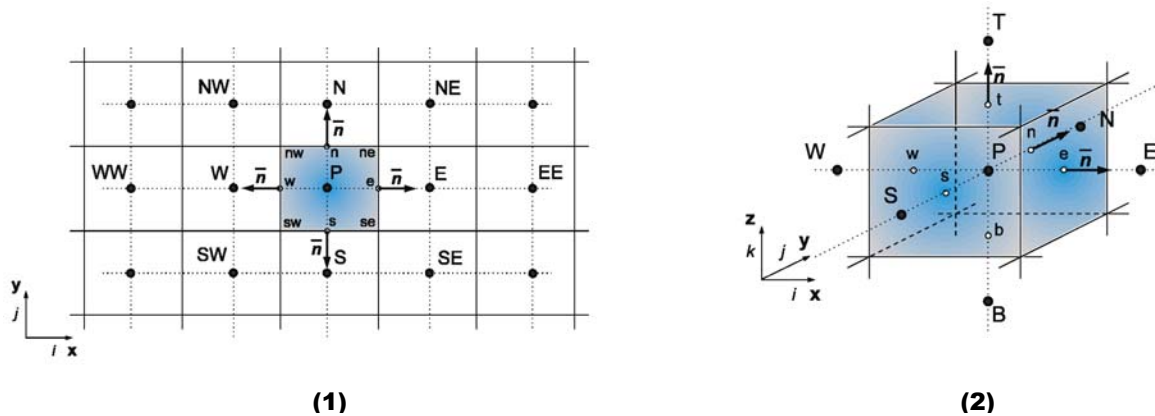 NW N NE
n̅
nw n ne
WW W n̅ w P e n̅ E EE
sw s se
n̅
SW S SE
y
j
i x
(1)
T
n̅
t
n n̅ N
W w P e n̅ E
s
S
z
k j y
b
i x
B
(2)